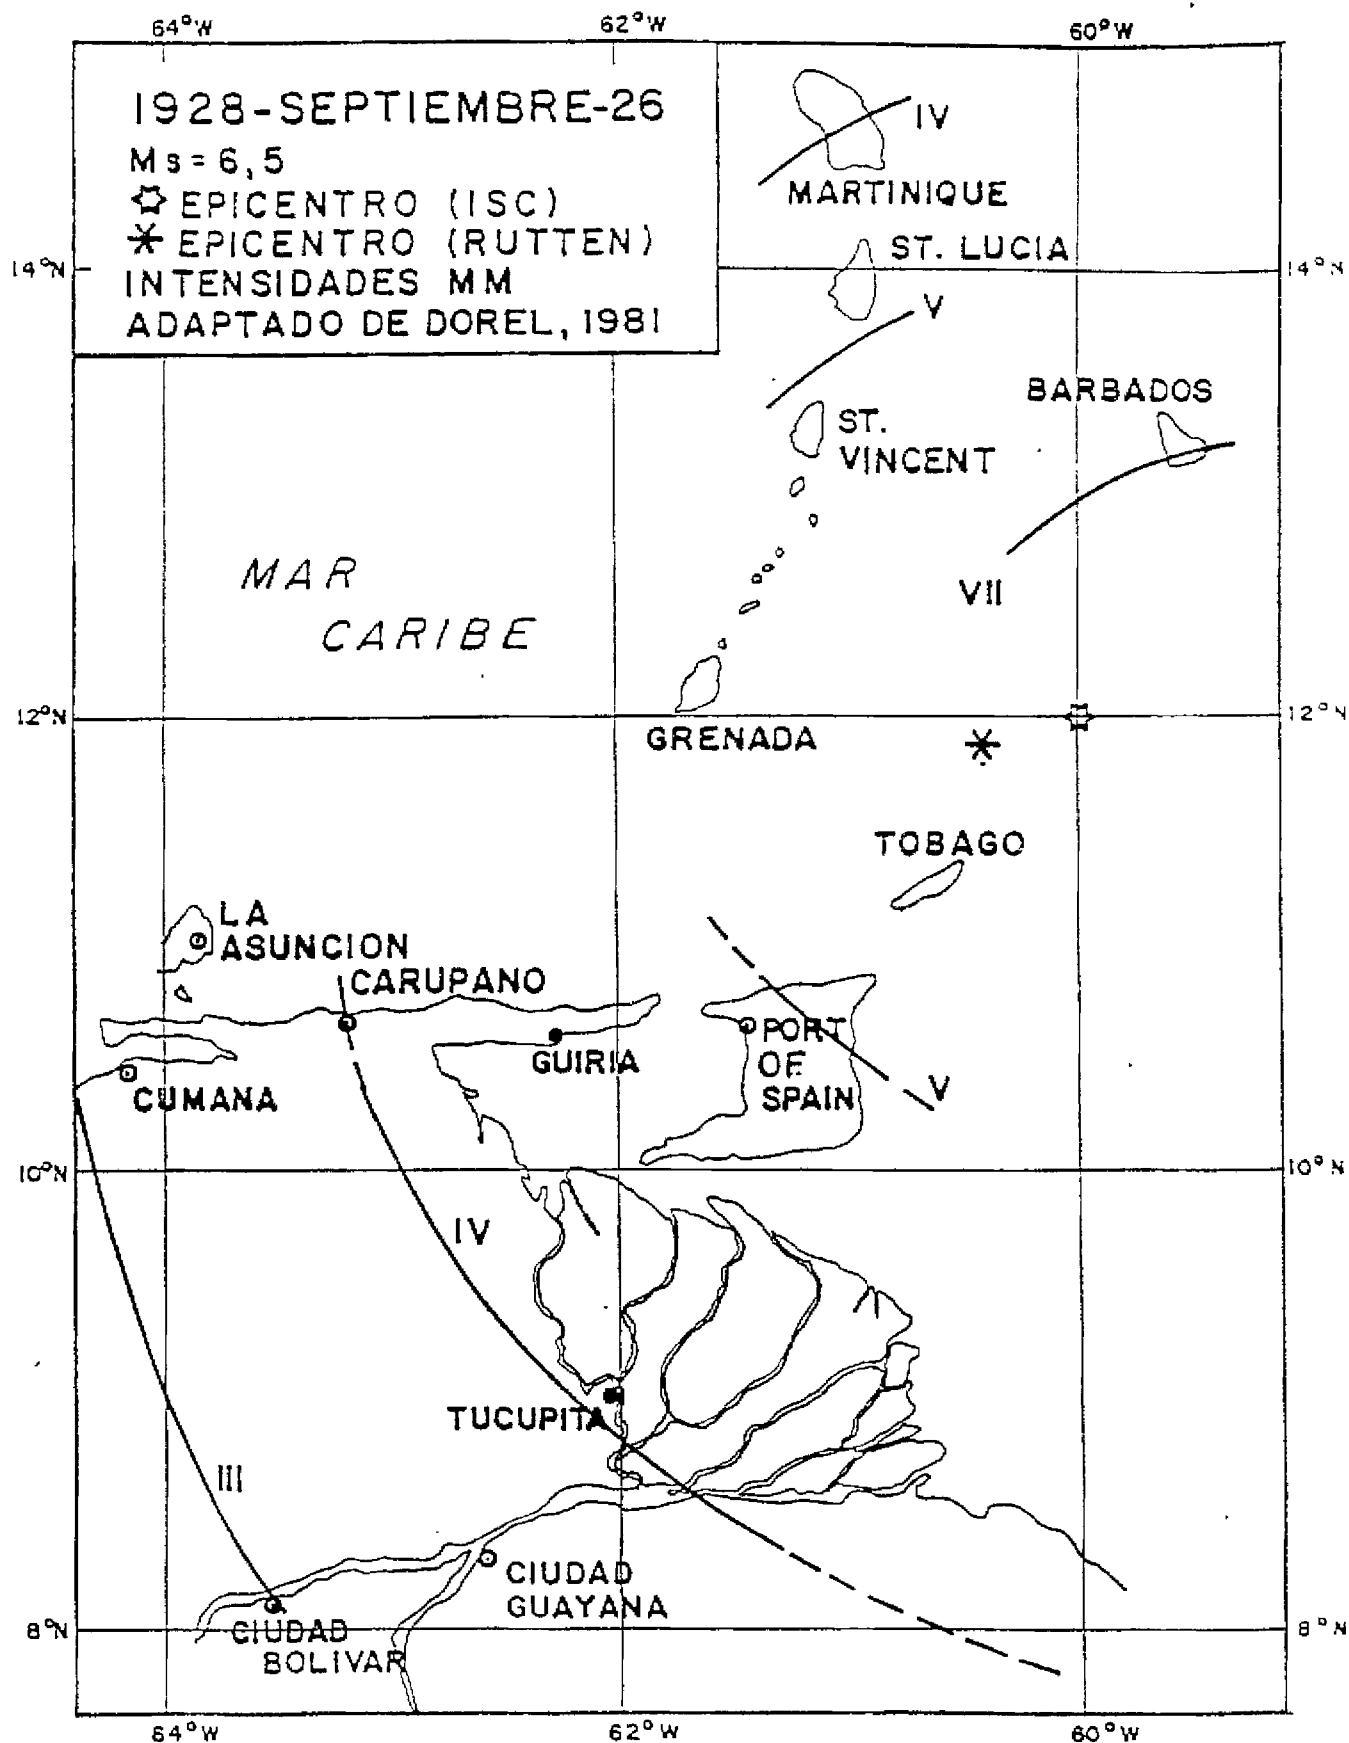 64°W
62°W
60°W
1928-SEPTIEMBRE-26
Ms=6,5
EPICENTRO (ISC)
EPICENTRO (RUTTEN)
INTENSIDADES MM
ADAPTADO DE DOREL, 1981
IV
MARTINIQUE
ST. LUCIA
14°N
14°N
V
BARBADOS
ST.
VINCENT
VII
MAR
CARIBE
12°N
12°N
GRENADA
TOBAGO
LA
ASUNCION
CARUPANO
PORT
OF
SPAIN
GUIRIA
CUMANA
V
10°N
10°N
IV
TUCUPITA
III
CIUDAD
GUAYANA
8°N
8°N
CIUDAD
BOLIVAR
64°W
62°W
60°W